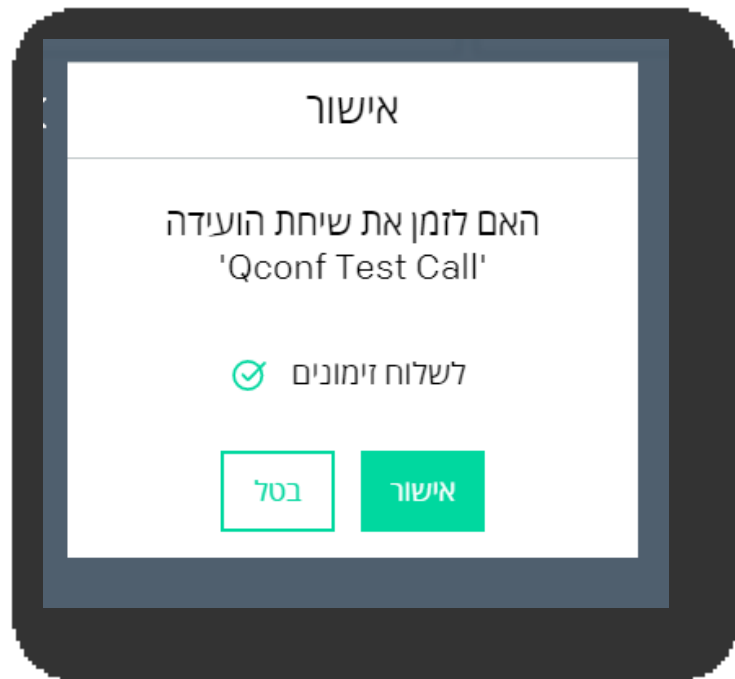 אישור
האם לזמן את שיחת הועידה
'Qconf Test Call'
לשלוח זימונים
אישור
בטל